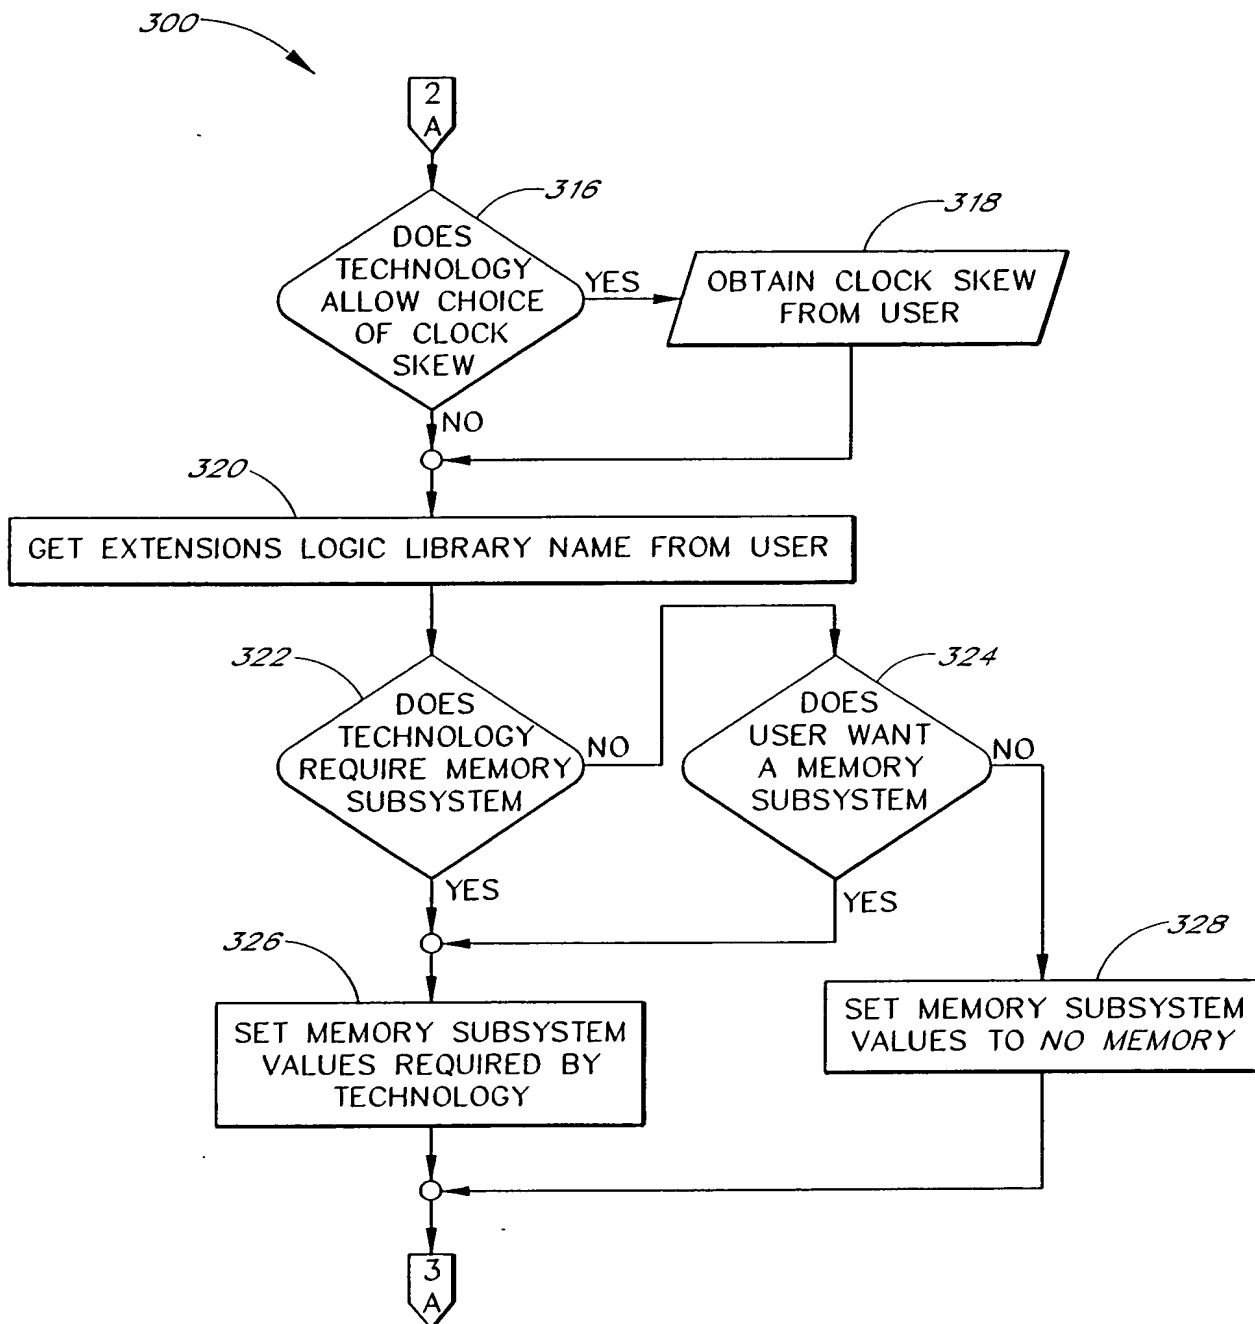 300
2
A
316
DOES
TECHNOLOGY
ALLOW CHOICE
OF CLOCK
SKEW
YES
318
OBTAIN CLOCK SKEW
FROM USER
NO
320
GET EXTENSIONS LOGIC LIBRARY NAME FROM USER
322
DOES
TECHNOLOGY
REQUIRE MEMORY
SUBSYSTEM
NO
324
DOES
USER WANT
A MEMORY
SUBSYSTEM
NO
YES
YES
326
SET MEMORY SUBSYSTEM
VALUES REQUIRED BY
TECHNOLOGY
328
SET MEMORY SUBSYSTEM
VALUES TO NO MEMORY
3
A